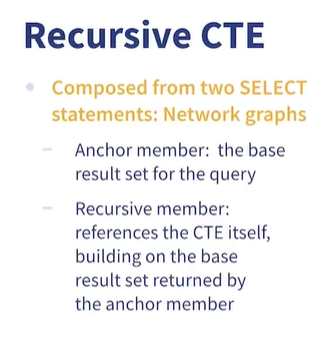 Recursive CTE
Composed from two SELECT
statements: Network graphs
Anchor member: the base
result set for the query
Recursive member:
references the CTE itself,
building on the base
result set returned by
the anchor member